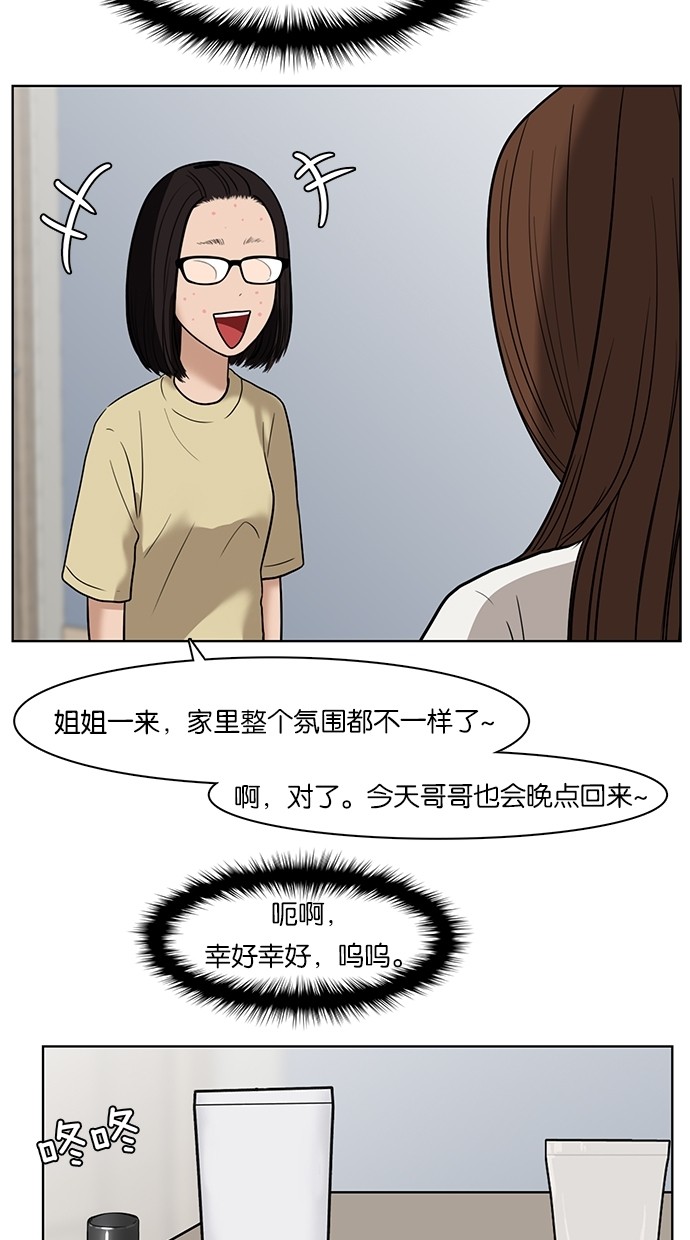 姐姐一来，家里整个氛围都不一样了~
啊，对了。今天哥哥也会晚点回来~
呃啊，
幸好幸好，呜呜。
咚咚